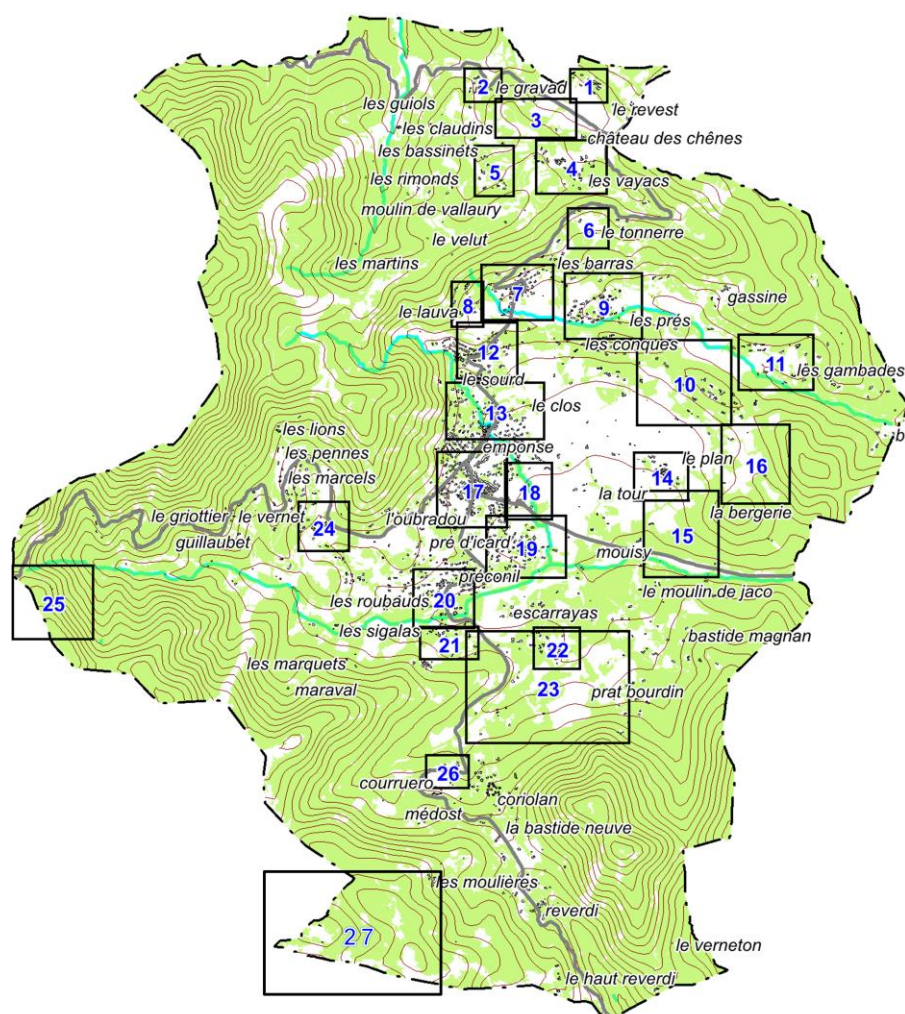 2
le gravad
1
les guiols
le revest
3
les claudins
château des chênes
les bassinets
5
4
les rimonds
les vayacs
moulin de vallaury
6
le tonnerre
le velut
les martins
les barras
7
8
9
gassine
le lauva
les prés
les conques
12
11
10
les gambades
le sourd
13
le clos
b
les lions
emponse
les pennes
le plan
16
les marcels
17
18
14
la tour
le griottier
le vernet
24
l'oubradou
la bergerie
guillaubet
pré d'icard
19
mouisy
15
25
préconil
les roubauds
20
le moulin de jaco
escarrayas
les sigalas
21
22
bastide magnan
les marquets
maraval
23
prat bourdin
26
courruero
coriolan
médost
la bastide neuve
les moulières
reverdi
27
le verneton
le haut reverdi